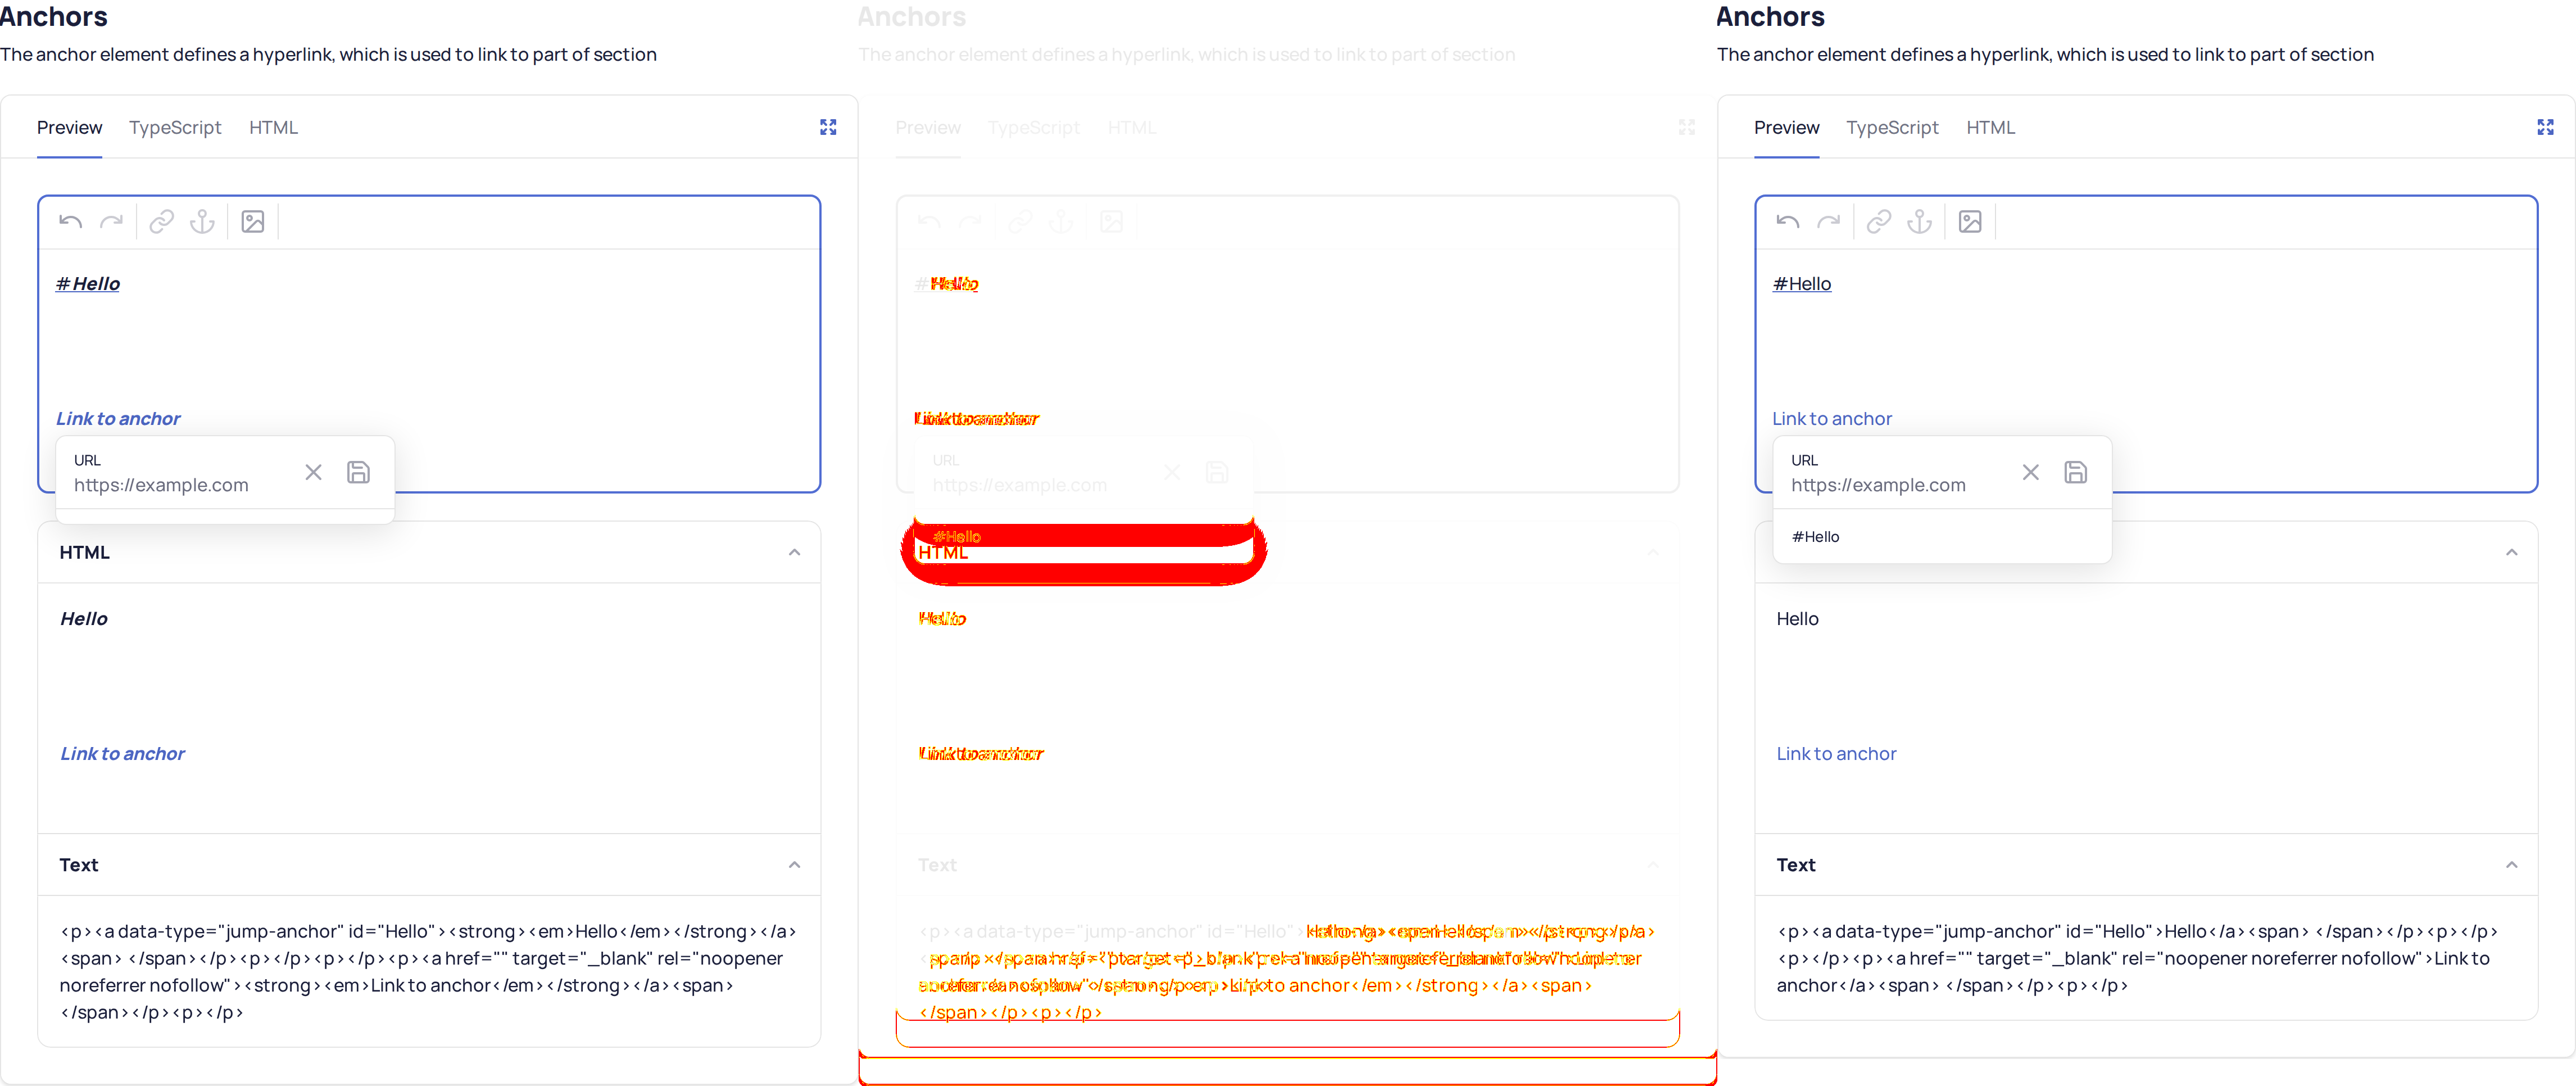 Anchors
The anchor element defines a hyperlink, which is used to link to part of section
Preview TypeScript HTML
#Hello
Link to anchor
URL
https://example.com
HTML
Hello
Link to anchor
Text
<p><a data-type="jump-anchor" id="Hello"><strong><em>Hello</em></strong></a>
<span> </span></p><p></p><p></p><p><a href="" target="_blank" rel="noopener
noreferrer nofollow"><strong><em>Link to anchor</em></strong></a><span>
</span></p><p></p>
Anchors
The anchor element defines a hyperlink, which is used to link to part of section
Preview TypeScript HTML
#Hello
Link to anchor
URL
https://example.com
#Hello
HTML
Hello
Link to anchor
Text
<p><a data-type="jump-anchor" id="Hello">
</span></p><p></p>
Anchors
The anchor element defines a hyperlink, which is used to link to part of section
Preview TypeScript HTML
#Hello
Link to anchor
URL
https://example.com
#Hello
Hello
Link to anchor
Text
<p><a data-type="jump-anchor" id="Hello">Hello</a><span> </span></p><p></p>
<p></p><p><a href="" target="_blank" rel="noopener noreferrer nofollow">Link to
anchor</a><span> </span></p><p></p>